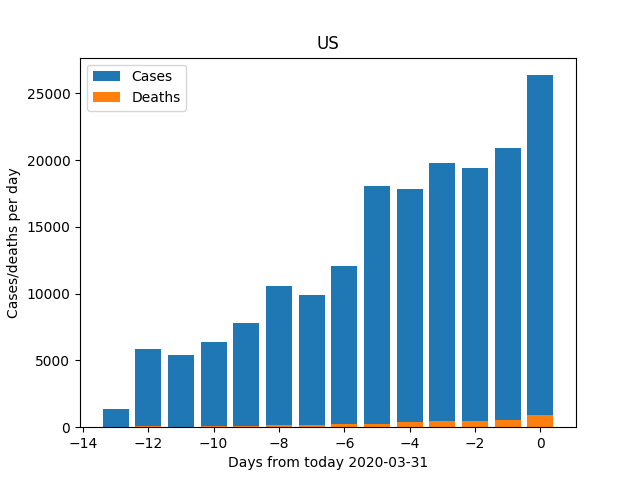 US
Cases
Deaths
Cases/deaths per day
25000
20000
15000
10000
5000
0
−14 −12 −10 −8 −6 −4 −2 0
Days from today 2020-03-31